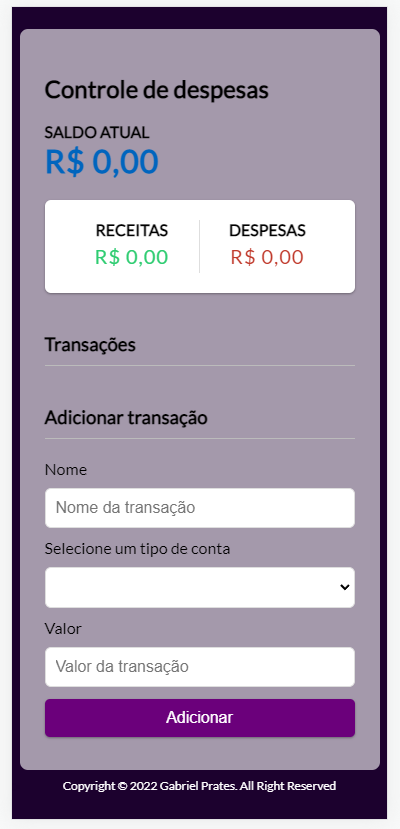 Controle de despesas
SALDO ATUAL
R$ 0,00
RECEITAS
R$ 0,00
DESPESAS
R$ 0,00
Transações
Adicionar transação
Nome
Nome da transação
Selecione um tipo de conta
Valor
Valor da transação
Adicionar
Copyright © 2022 Gabriel Prates. All Right Reserved